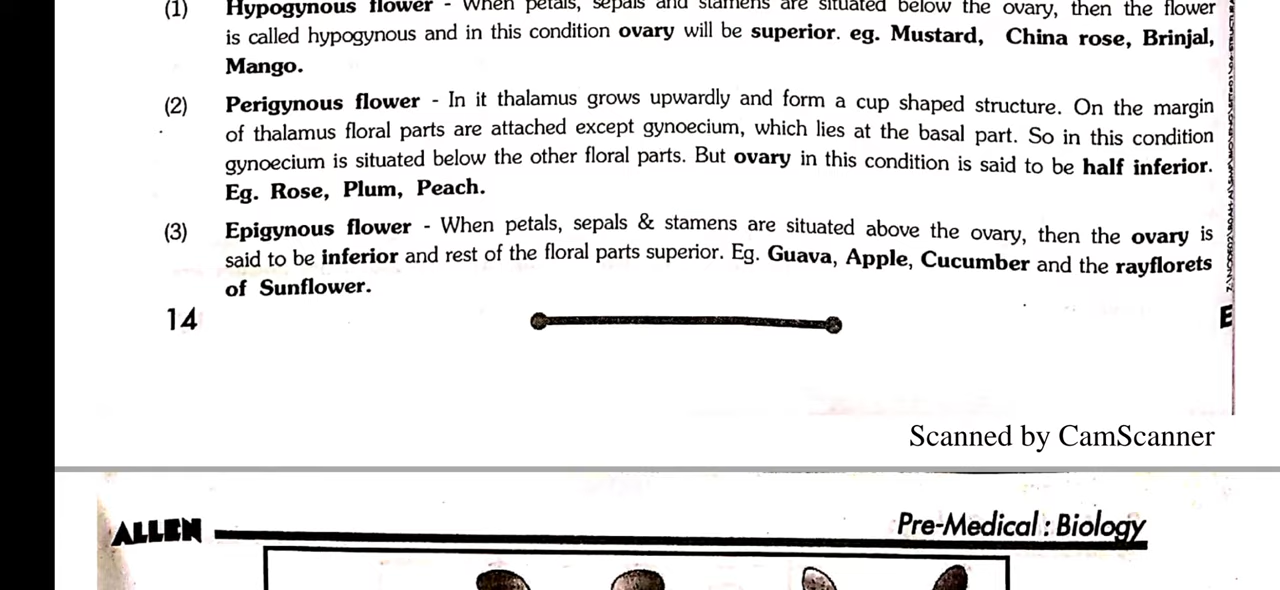 (1) Hypogynous flower - When petals, sepals and stamens are situated below the ovary, then the flower
is called hypogynous and in this condition ovary will be superior. eg. Mustard, China rose, Brinjal,
Mango.
(2) Perigynous flower - In it thalamus grows upwardly and form a cup shaped structure. On the margin
of thalamus floral parts are attached except gynoecium, which lies at the basal part. So in this condition
gynoecium is situated below the other floral parts. But ovary in this condition is said to be half inferior.
Eg. Rose, Plum, Peach.
(3) Epigynous flower - When petals, sepals & stamens are situated above the ovary, then the ovary is
said to be inferior and rest of the floral parts superior. Eg. Guava, Apple, Cucumber and the rayflorets
of Sunflower.
14
E
Scanned by CamScanner
ALLEN
Pre-Medical : Biology